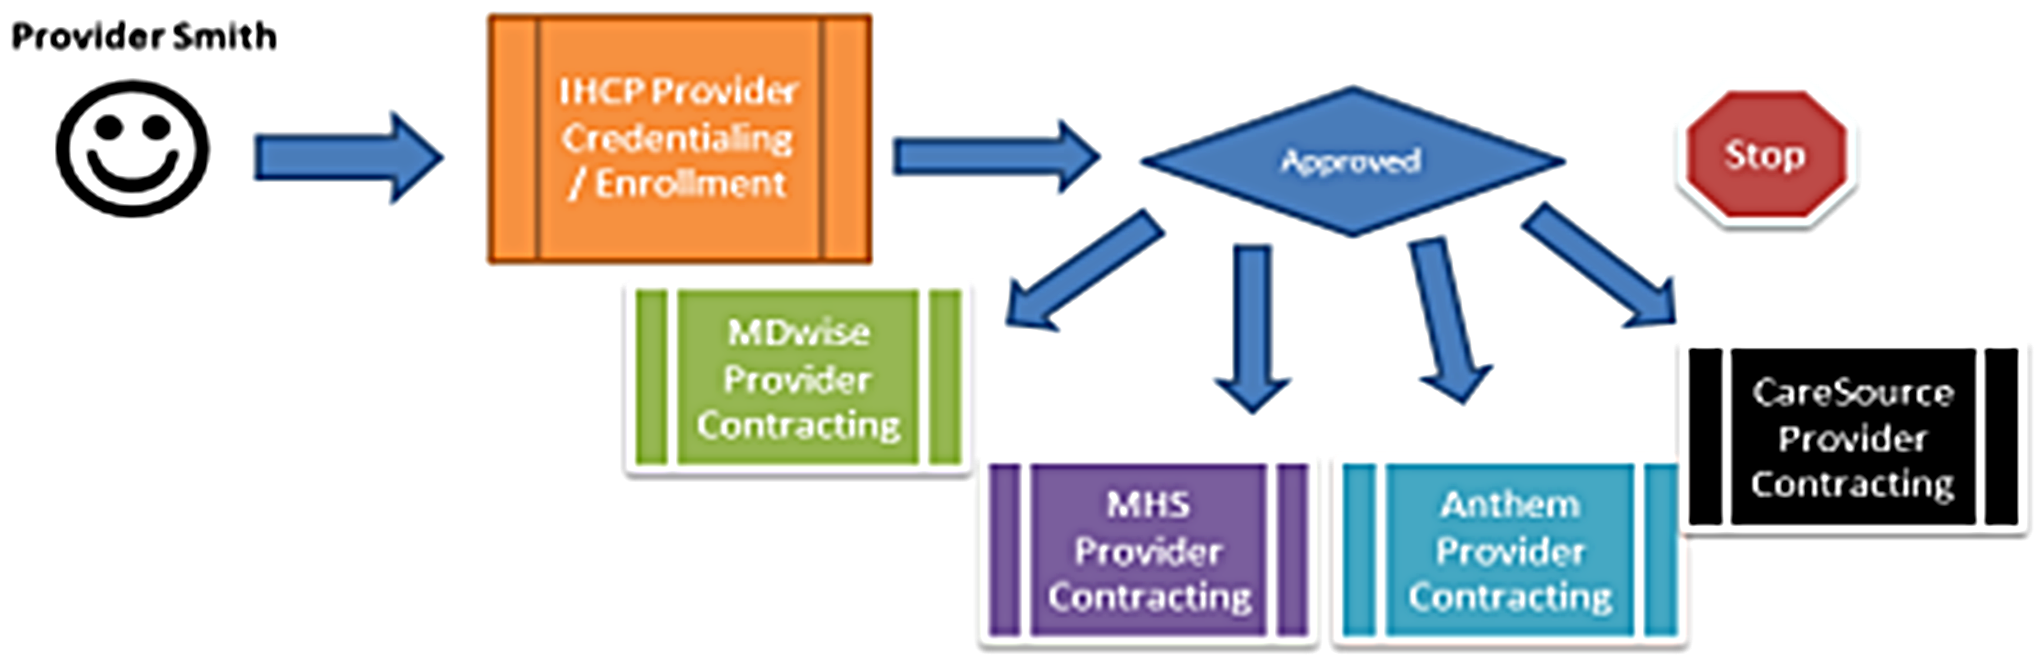 Provider Smith
IHCP Provider
Credentialing
/ Enrollment
Approved
Stop
MDwise
Provider
Contracting
MHS
Provider
Contracting
Anthem
Provider
Contracting
CareSource
Provider
Contracting